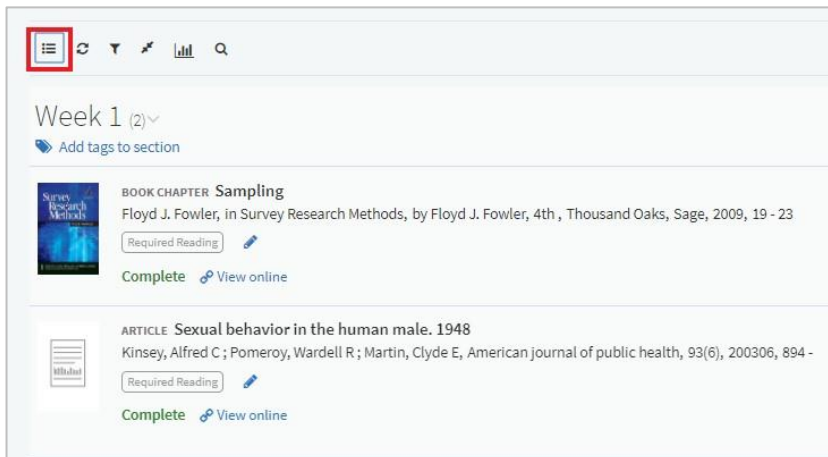 Week 1 (2)
Add tags to section
Survey
Research
Methods
BOOK CHAPTER Sampling
Floyd J. Fowler, in Survey Research Methods, by Floyd J. Fowler, 4th , Thousand Oaks, Sage, 2009, 19 - 23
Required Reading
Complete View online
ARTICLE Sexual behavior in the human male. 1948
Kinsey, Alfred C ; Pomeroy, Wardell R ; Martin, Clyde E, American journal of public health, 93(6), 200306, 894 -
Required Reading
Complete View online